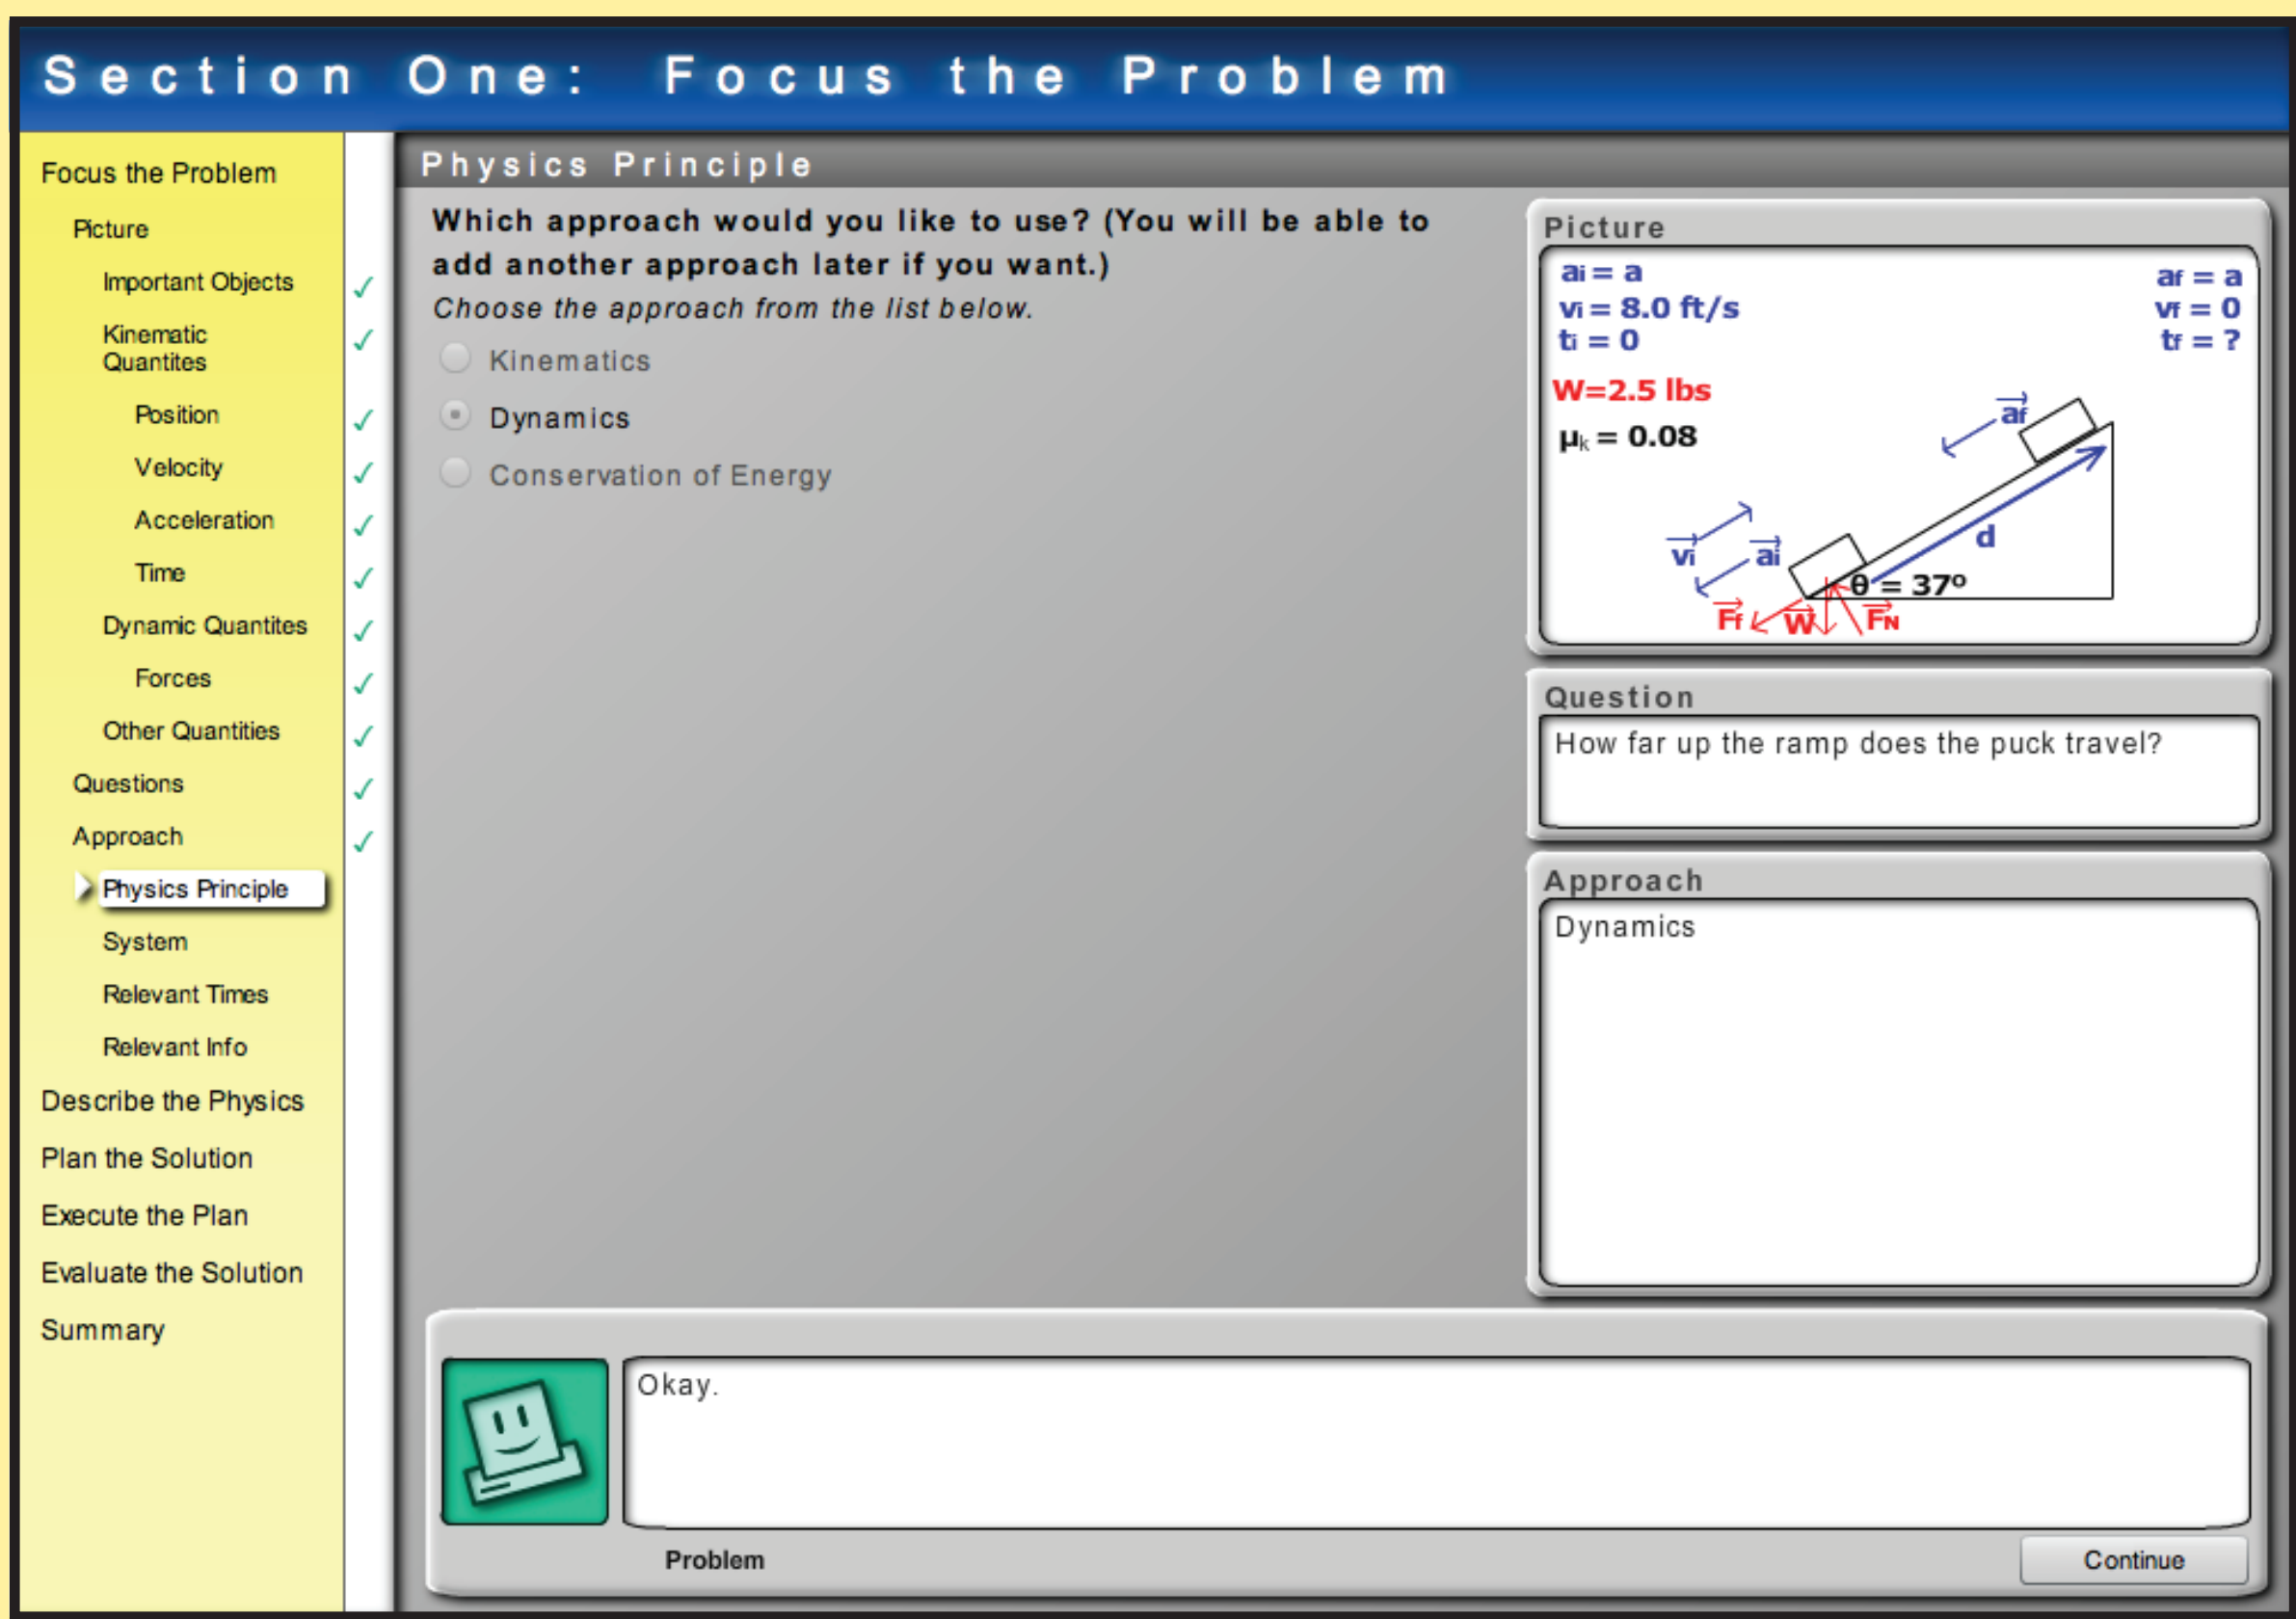 Section One: Focus the Problem
Focus the Problem
Picture
Important Objects
Kinematic
Quantites
Position
Velocity
Acceleration
Time
Dynamic Quantites
Forces
Other Quantities
Questions
Approach
Physics Principle
System
Relevant Times
Relevant Info
Describe the Physics
Plan the Solution
Execute the Plan
Evaluate the Solution
Summary
Physics Principle
Which approach would you like to use? (You will be able to
add another approach later if you want.)
Choose the approach from the list below.
Kinematics
Dynamics
Conservation of Energy
Picture
ai = a
vi = 8.0 ft/s
ti = 0
af = a
vf = 0
tf = ?
W=2.5 lbs
μk = 0.08
af
d
vi
ai
θ = 37º
Ff
W
FN
Question
How far up the ramp does the puck travel?
Approach
Dynamics
Okay.
Problem
Continue